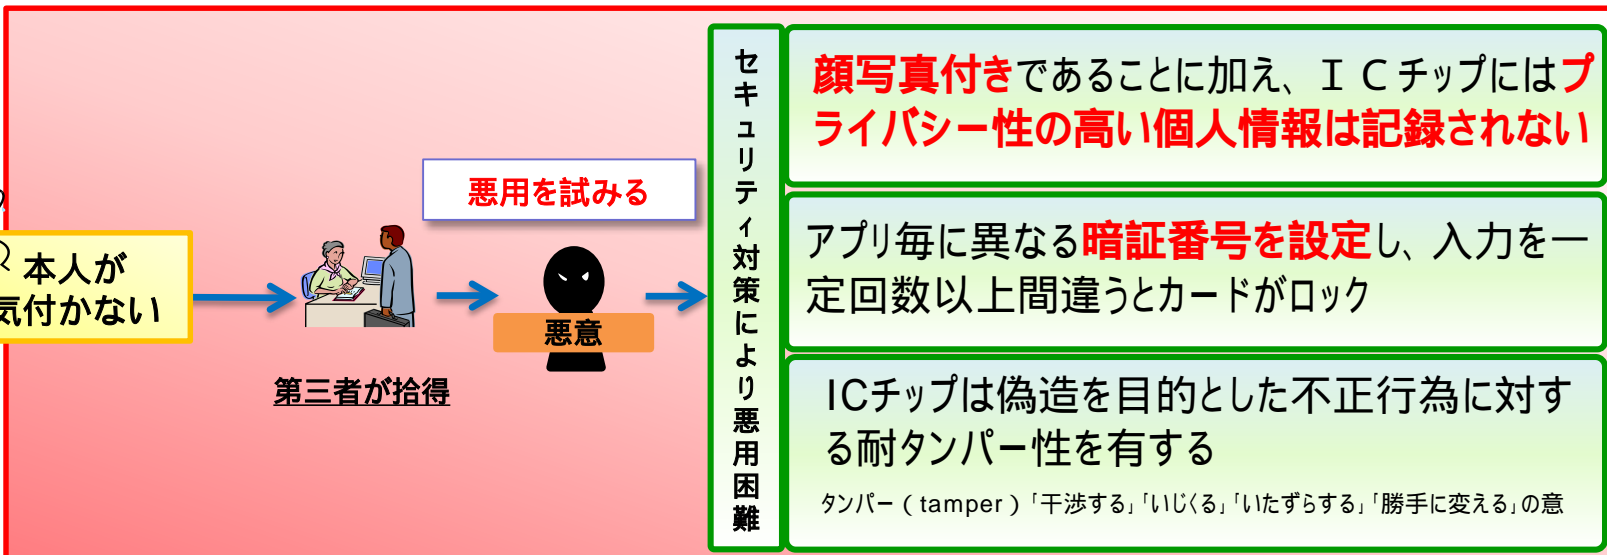 本人が
気付かない
第三者が拾得
悪用を試みる
悪意
セキュリティ対策により悪用困難
顔写真付きであることに加え、ＩＣチップにはプ
ライバシー性の高い個人情報は記録されない
アプリ毎に異なる暗証番号を設定し、入力を一
定回数以上間違うとカードがロック
ICチップは偽造を目的とした不正行為に対す
る耐タンパー性を有する
タンパー（tamper）「干渉する」「いじくる」「いたずらする」「勝手に変える」の意